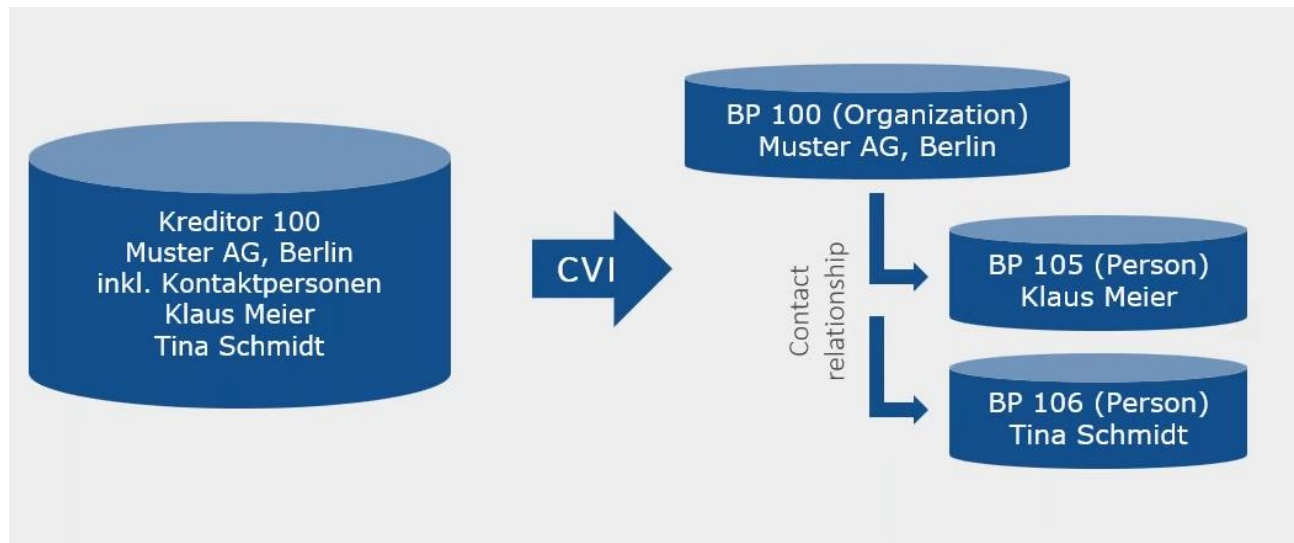 Kreditor 100
Muster AG, Berlin
inkl. Kontaktpersonen
Klaus Meier
Tina Schmidt
CVI
BP 100 (Organization)
Muster AG, Berlin
Contact
relationship
BP 105 (Person)
Klaus Meier
BP 106 (Person)
Tina Schmidt